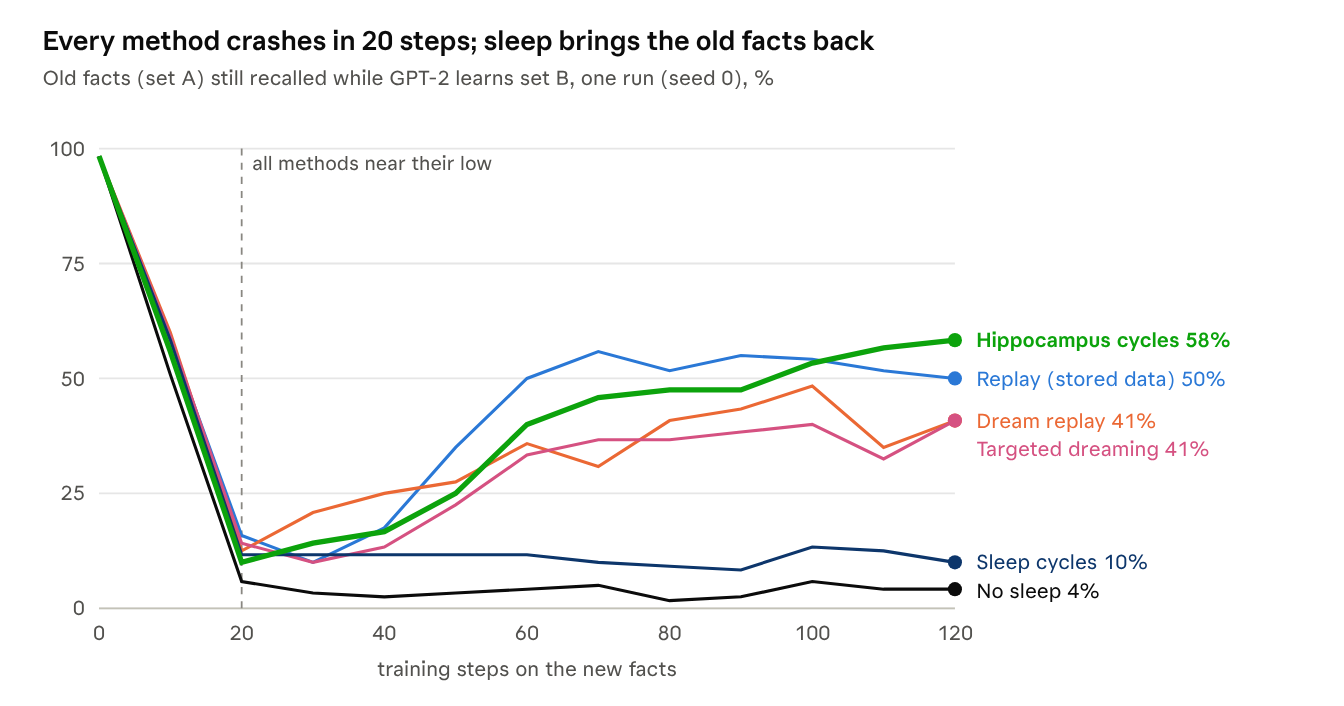 Every method crashes in 20 steps; sleep brings the old facts back
Old facts (set A) still recalled while GPT-2 learns set B, one run (seed 0), %
100
all methods near their low
75
Hippocampus cycles 58%
50
Replay (stored data) 50%
Dream replay 41%
Targeted dreaming 41%
25
Sleep cycles 10%
No sleep 4%
0
0 20 40 60 80 100 120
training steps on the new facts